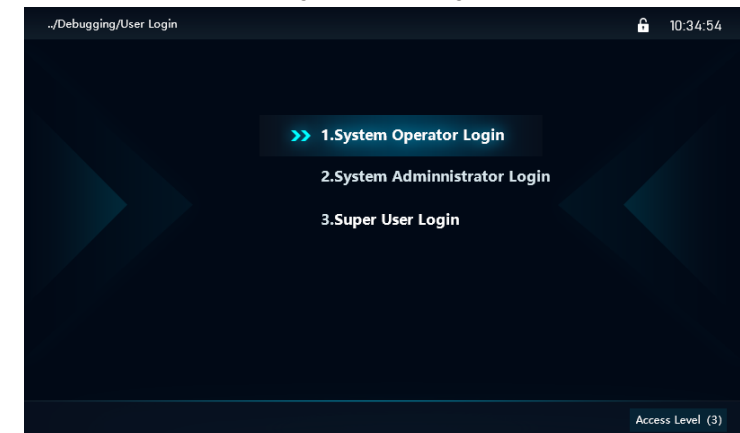 ../Debugging/User Login
10:34:54
1.System Operator Login
2.System Adminnistrator Login
3.Super User Login
Access Level (3)